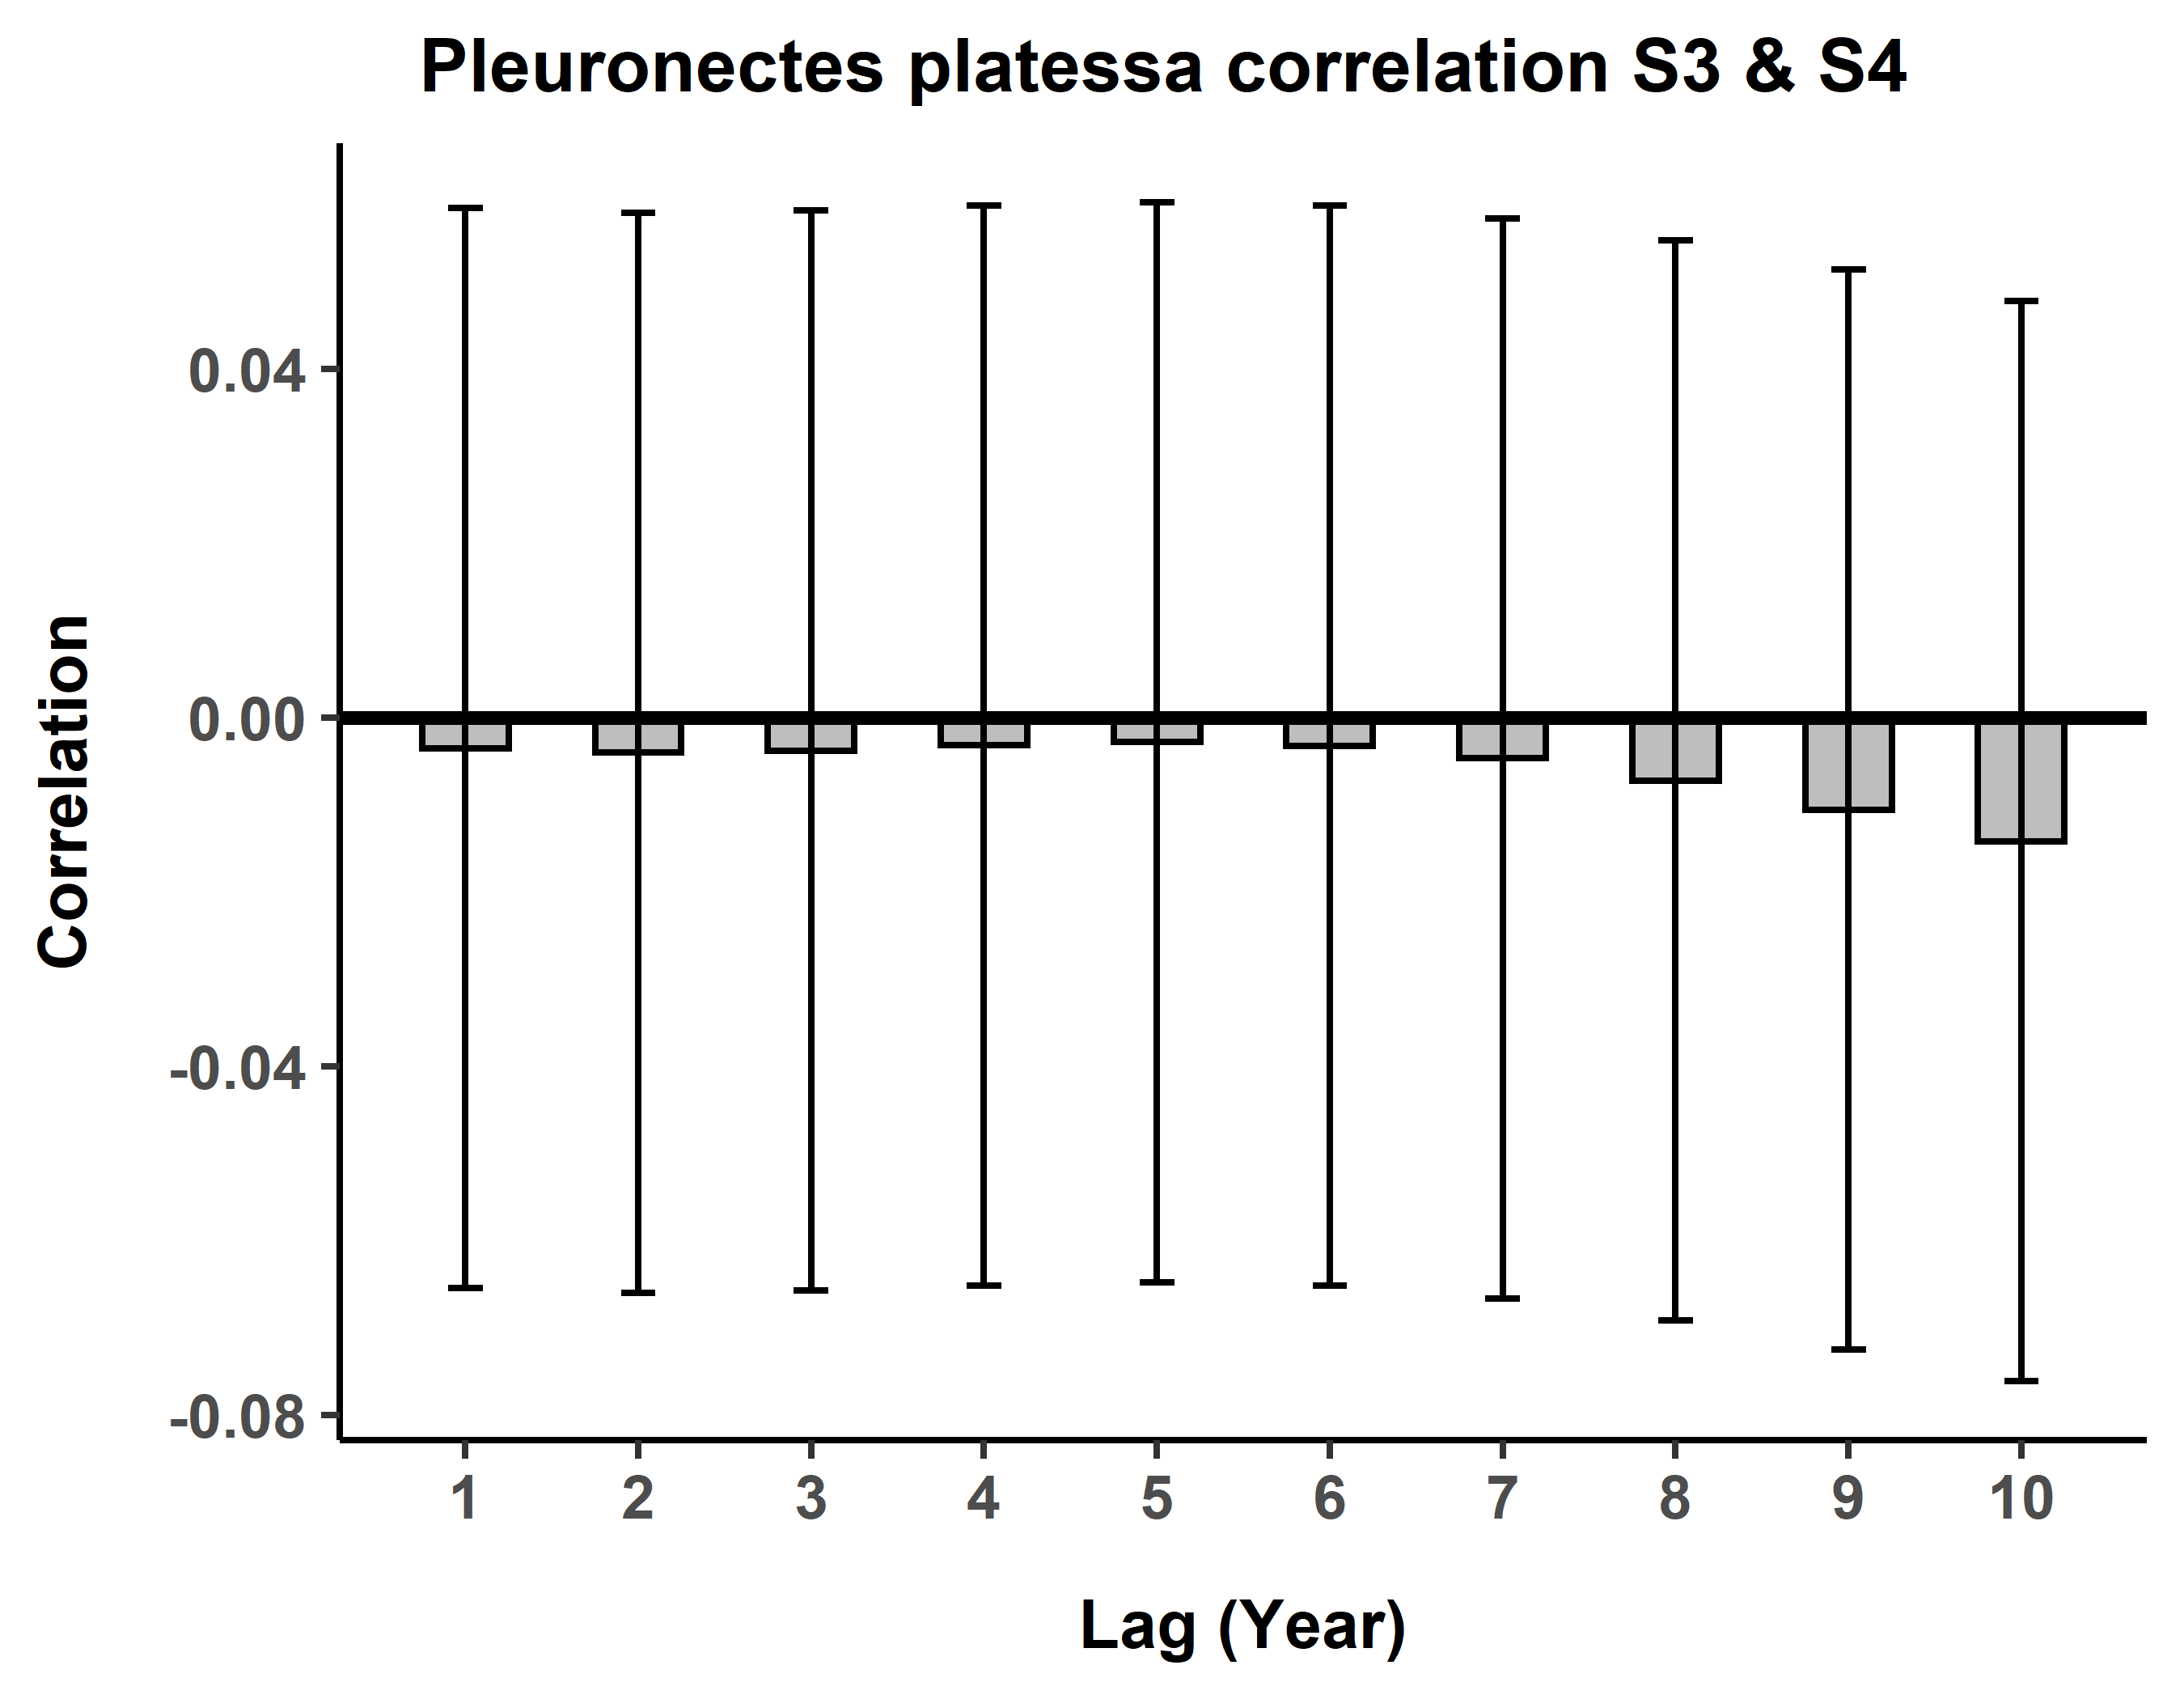 Pleuronectes platessa correlation S3 & S4
Correlation
0.04
0.00
-0.04
-0.08
1 2 3 4 5 6 7 8 9 10
Lag (Year)